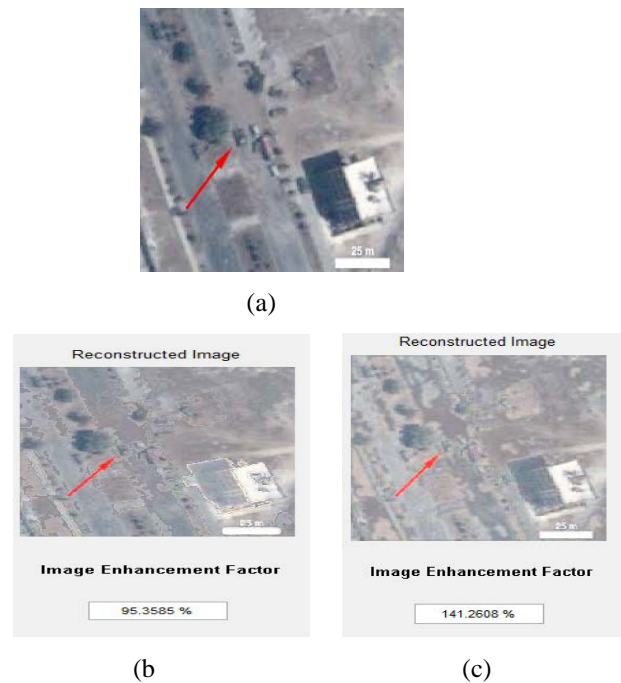 25 m
(a)
Reconstructed Image
25 m
Image Enhancement Factor
95.3585 %
(b
Reconstructed Image
25 m
Image Enhancement Factor
141.2608 %
(c)